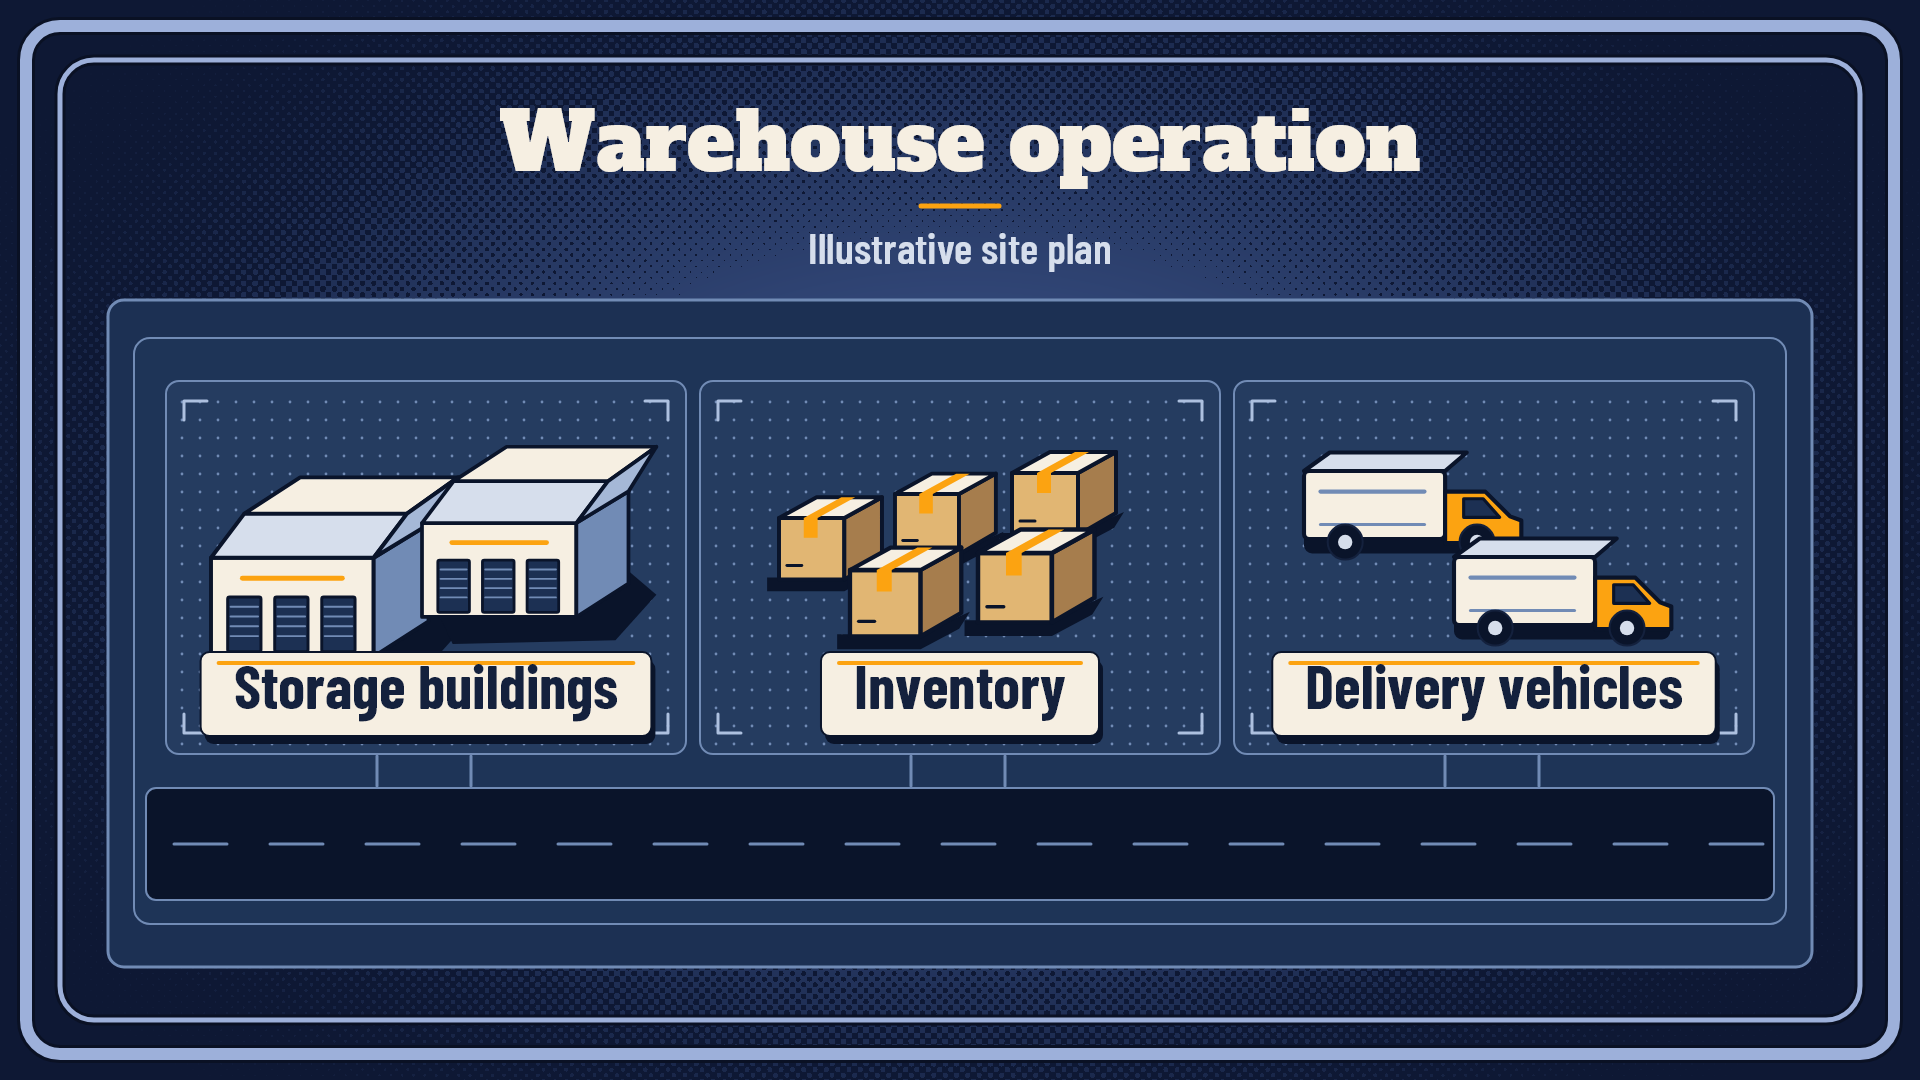 Warehouse operation
Illustrative site plan
Storage buildings
Inventory
Delivery vehicles